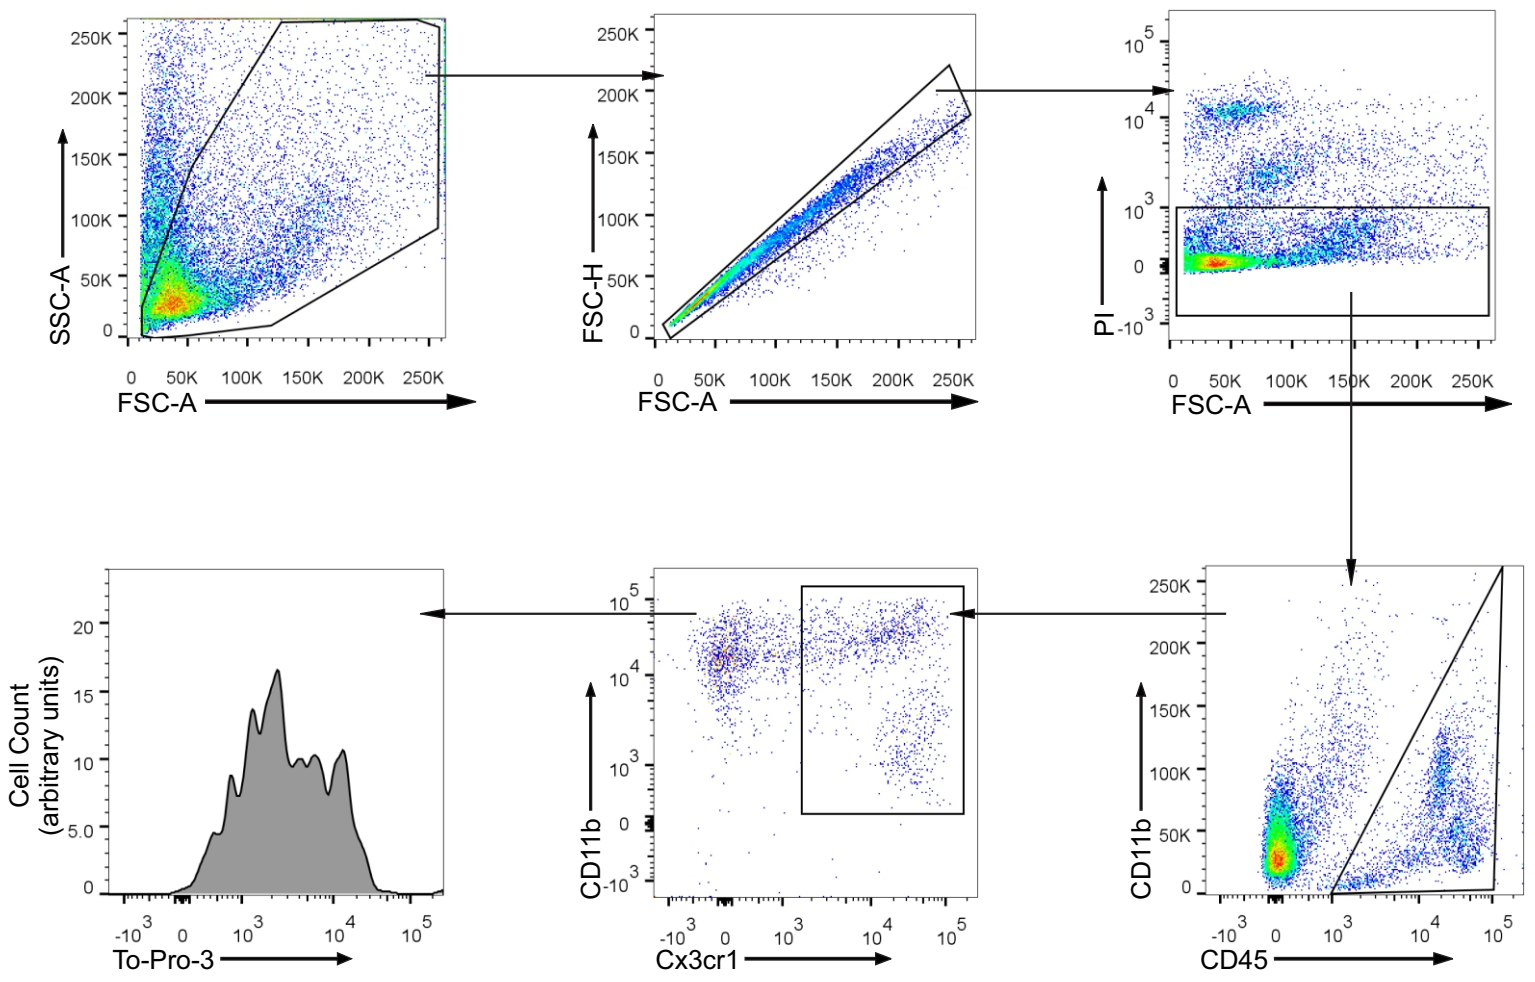 250K
200K
150K
100K
50K
0
SSC-A
0 50K 100K 150K 200K 250K
FSC-A
250K
200K
150K
100K
50K
0
FSC-H
0 50K 100K 150K 200K 250K
FSC-A
10^5
10^4
10^3
0
-10^3
PI
0 50K 100K 150K 200K 250K
FSC-A
20
15
10
5.0
0
Cell Count
(arbitrary units)
-10^3 0 10^3 10^4 10^5
To-Pro-3
10^5
10^4
10^3
0
-10^3
CD11b
-10^3 0 10^3 10^4 10^5
Cx3cr1
250K
200K
150K
100K
50K
0
CD11b
-10^3 0 10^3 10^4 10^5
CD45